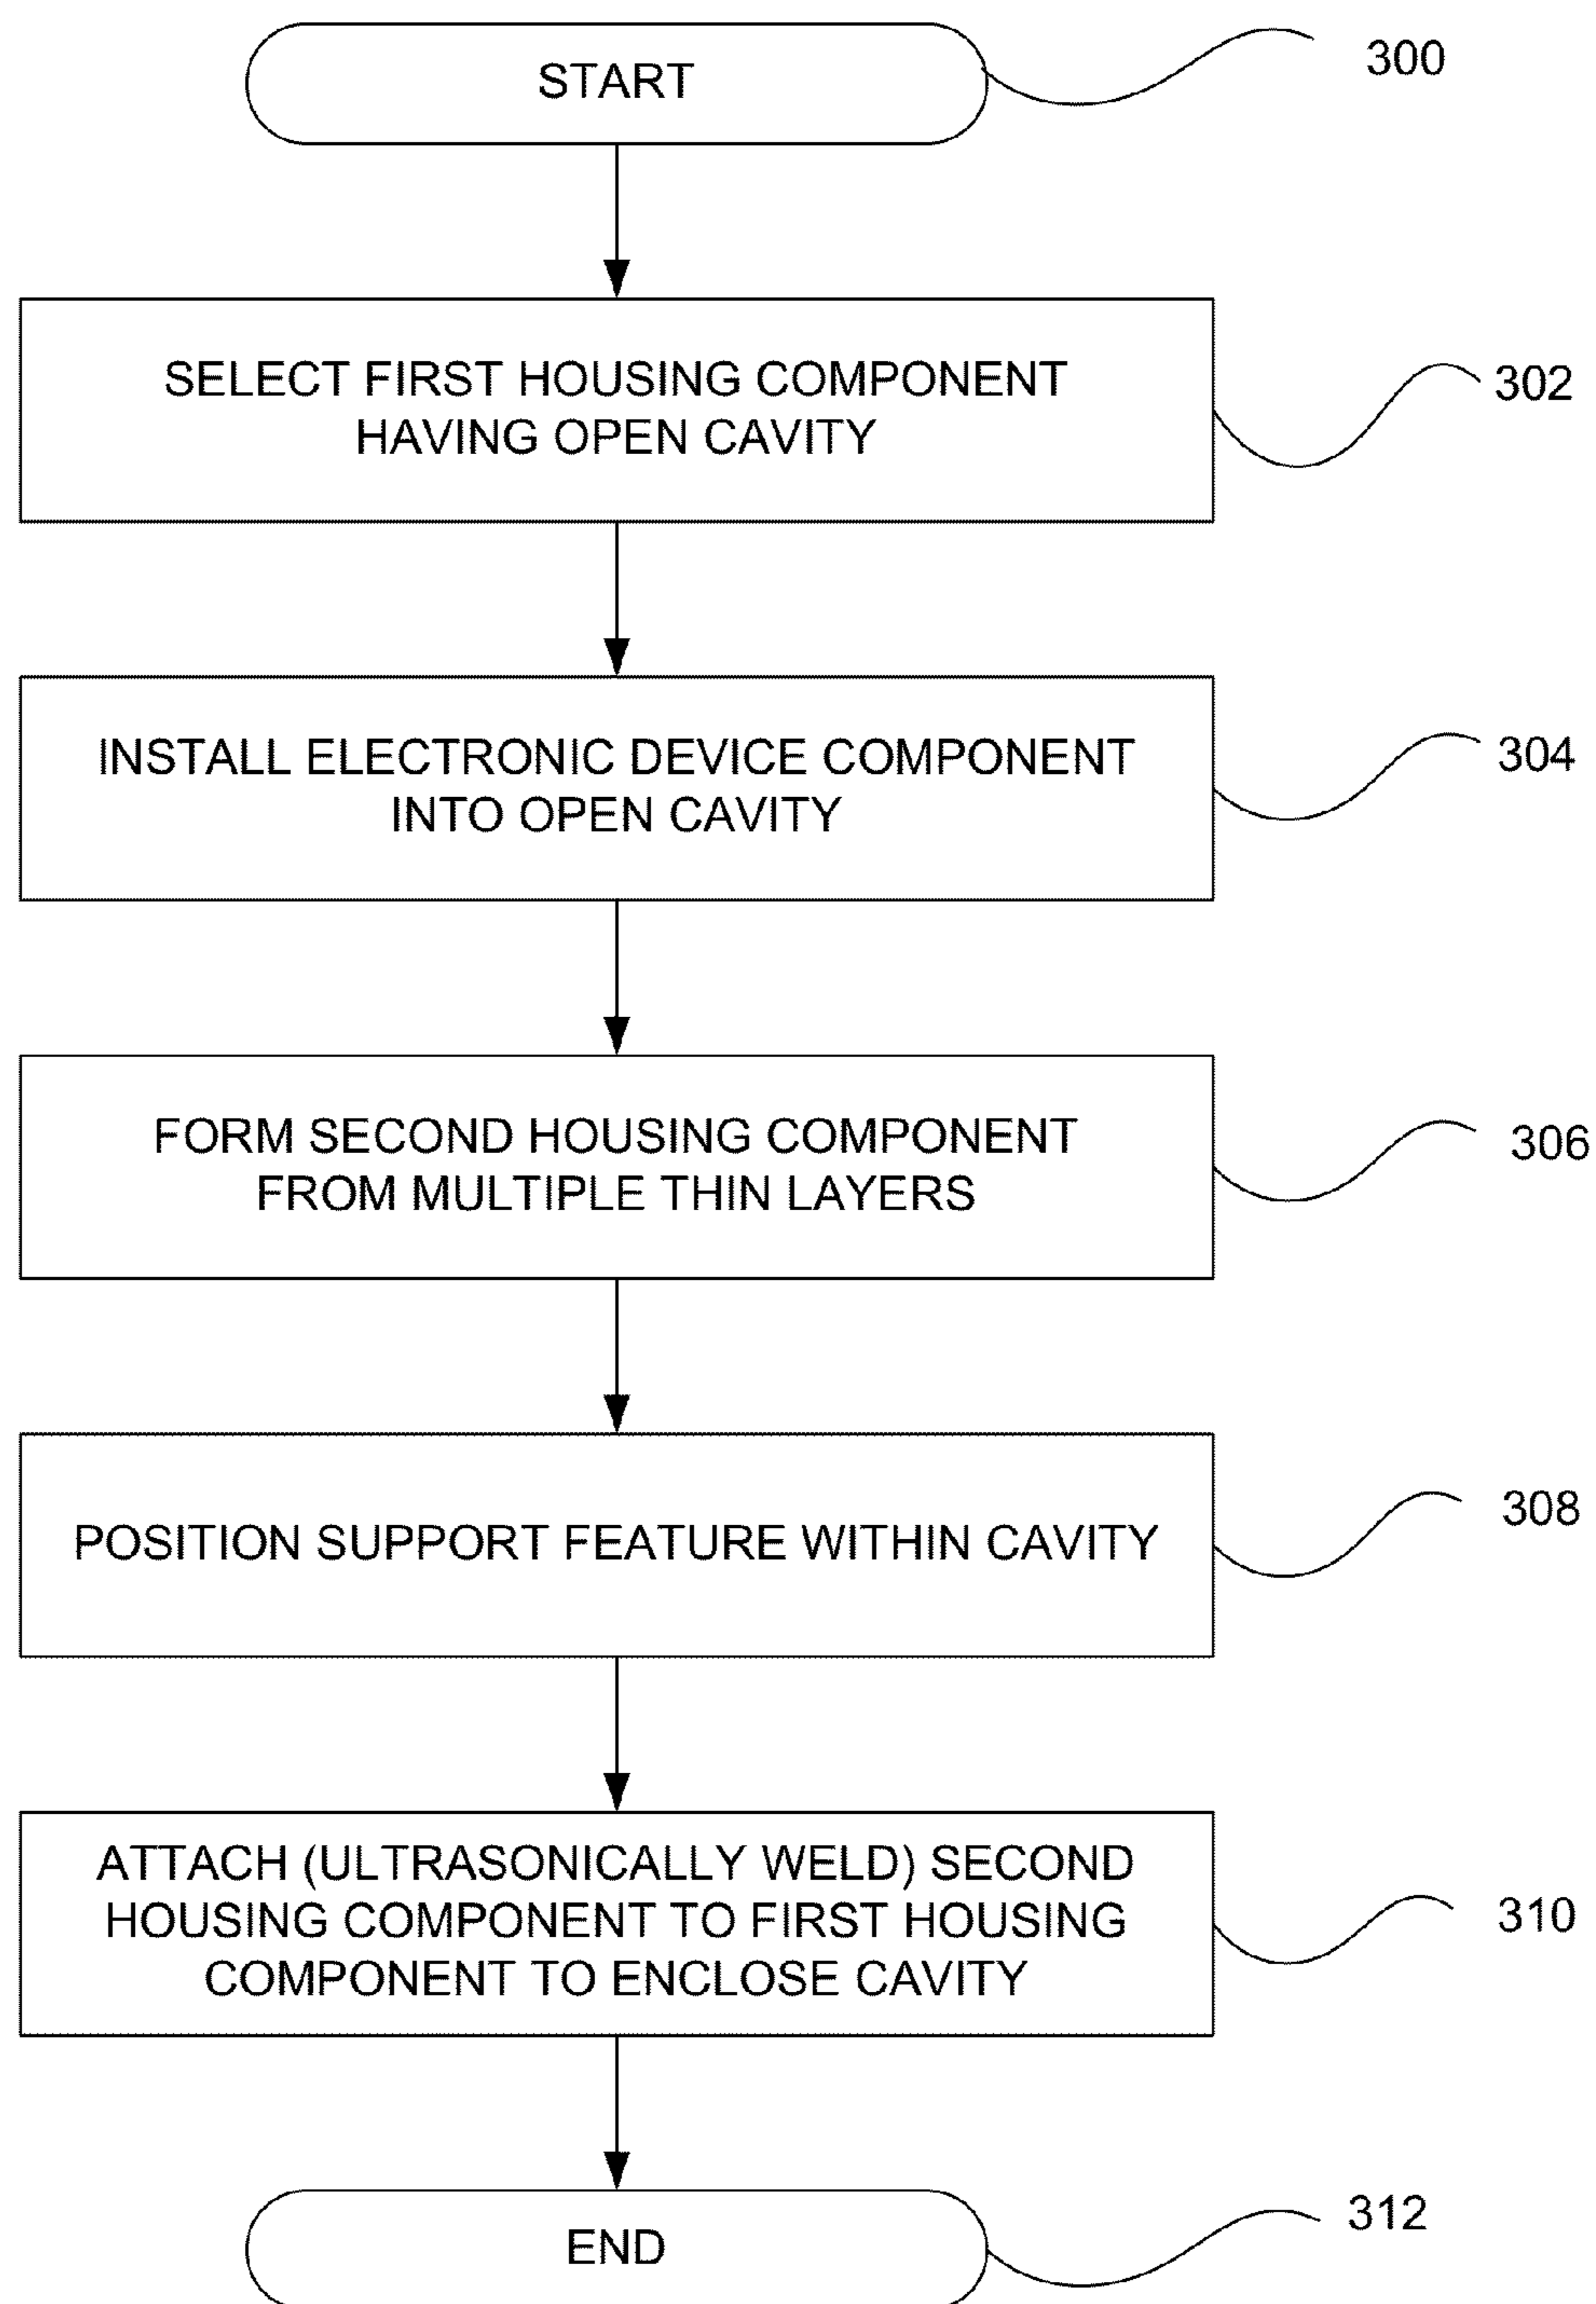 START
300
SELECT FIRST HOUSING COMPONENT
HAVING OPEN CAVITY
302
INSTALL ELECTRONIC DEVICE COMPONENT
INTO OPEN CAVITY
304
FORM SECOND HOUSING COMPONENT
FROM MULTIPLE THIN LAYERS
306
POSITION SUPPORT FEATURE WITHIN CAVITY
308
ATTACH (ULTRASONICALLY WELD) SECOND
HOUSING COMPONENT TO FIRST HOUSING
COMPONENT TO ENCLOSE CAVITY
310
END
312